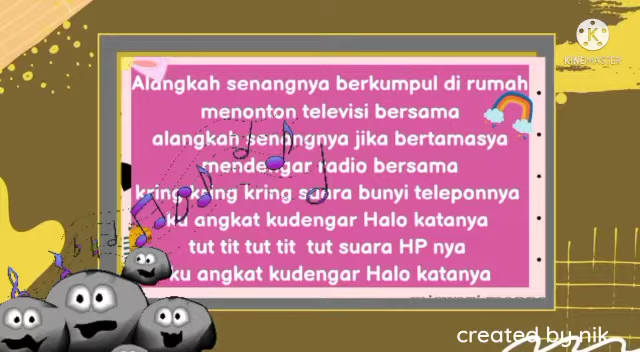 KINEMASTER
Alangkah senangnya berkumpul di rumah
menonton televisi bersama
alangkah senangnya jika bertamasya
mendengar radio bersama
kring kring kring suara bunyi teleponnya
ku angkat kudengar Halo katanya
tut tit tut tit tut suara HP nya
ku angkat kudengar Halo katanya
created by nik